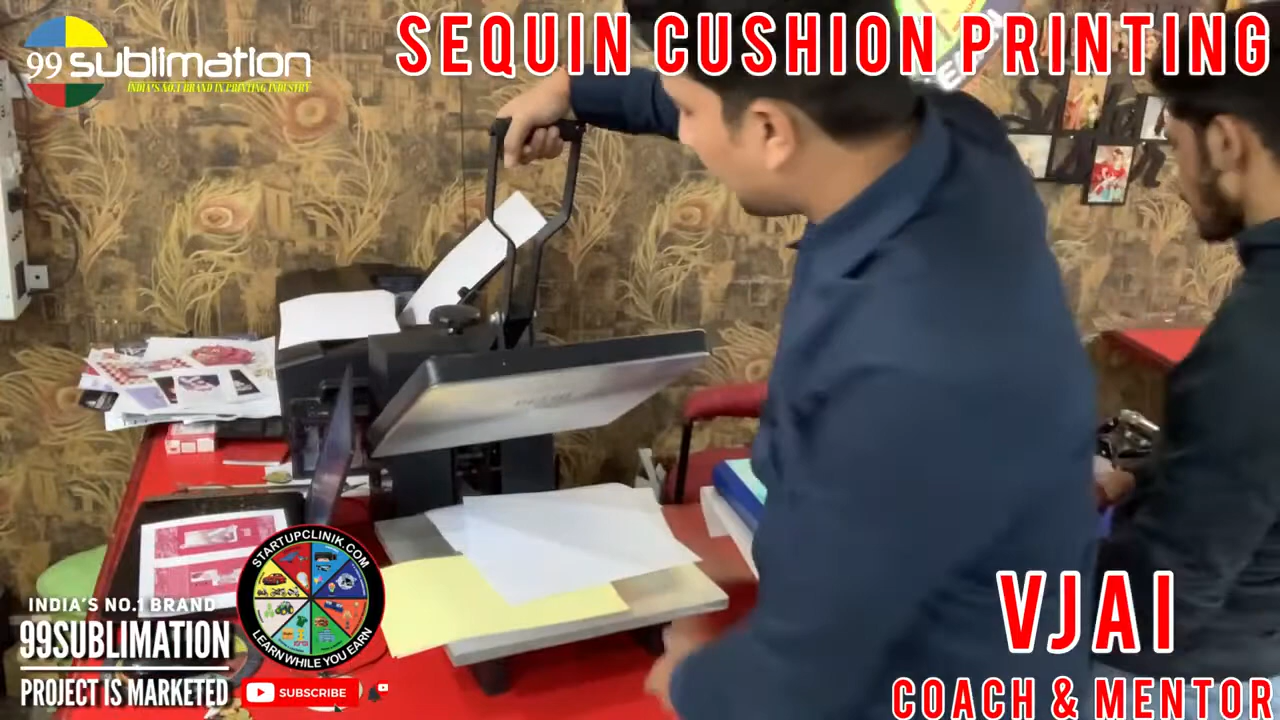 99 sublimation
INDIA'S NO.1 BRAND IN PRINTING INDUSTRY
SEQUIN CUSHION PRINTING
STARTUPCLINIK.COM
LEARN WHILE YOU EARN
INDIA'S NO.1 BRAND
99SUBLIMATION
PROJECT IS MARKETED
SUBSCRIBE
VJAI
COACH & MENTOR